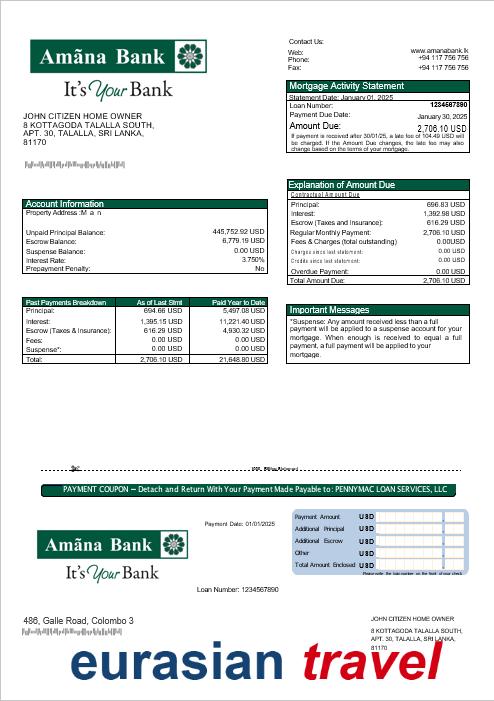 Amãna Bank
It's Your Bank
JOHN CITIZEN HOME OWNER
8 KOTTAGODA TALALLA SOUTH,
APT. 30, TALALLA, SRI LANKA,
81170
Contact Us:
Web: www.amanabank.lk
Phone: +94 117 756 756
Fax: +94 117 756 756
Mortgage Activity Statement
Statement Date: January 01, 2025
Loan Number: 1234567890
Payment Due Date: January 30, 2025
Amount Due: 2,706.10 USD
If payment is received after 30/01/25, a late fee of 104.49 USD will
be charged. If the Amount Due changes, the late fee may also
change based on the terms of your mortgage.
Account Information
Property Address :M a n
Unpaid Principal Balance: 445,752.92 USD
Escrow Balance: 6,779.19 USD
Suspense Balance: 0.00 USD
Interest Rate: 3.750%
Prepayment Penalty: No
Explanation of Amount Due
Contractual Amount Due
Principal: 696.83 USD
Interest: 1,392.98 USD
Escrow (Taxes and Insurance): 616.29 USD
Regular Monthly Payment: 2,706.10 USD
Fees & Charges (total outstanding) 0.00USD
Charges since last statement: 0.00 USD
Credits since last statement: 0.00 USD
Overdue Payment: 0.00 USD
Total Amount Due: 2,706.10 USD
Past Payments Breakdown As of Last Stmt Paid Year to Date
Principal: 694.66 USD 5,497.08 USD
Interest: 1,395.15 USD 11,221.40 USD
Escrow (Taxes & Insurance): 616.29 USD 4,930.32 USD
Fees: 0.00 USD 0.00 USD
Suspense*: 0.00 USD 0.00 USD
Total: 2,706.10 USD 21,648.80 USD
Important Messages
*Suspense: Any amount received less than a full
payment will be applied to a suspense account for your
mortgage. When enough is received to equal a full
payment, a full payment will be applied to your
mortgage.
PAYMENT COUPON – Detach and Return With Your Payment Made Payable to: PENNYMAC LOAN SERVICES, LLC
Amãna Bank
It's Your Bank
Payment Date: 01/01/2025
Loan Number: 1234567890
Payment Amount USD
Additional Principal USD
Additional Escrow USD
Other USD
Total Amount Enclosed USD
Please write the loan number on the front of your check
486, Galle Road, Colombo 3
JOHN CITIZEN HOME OWNER
8 KOTTAGODA TALALLA SOUTH,
APT. 30, TALALLA, SRI LANKA,
81170
eurasian travel